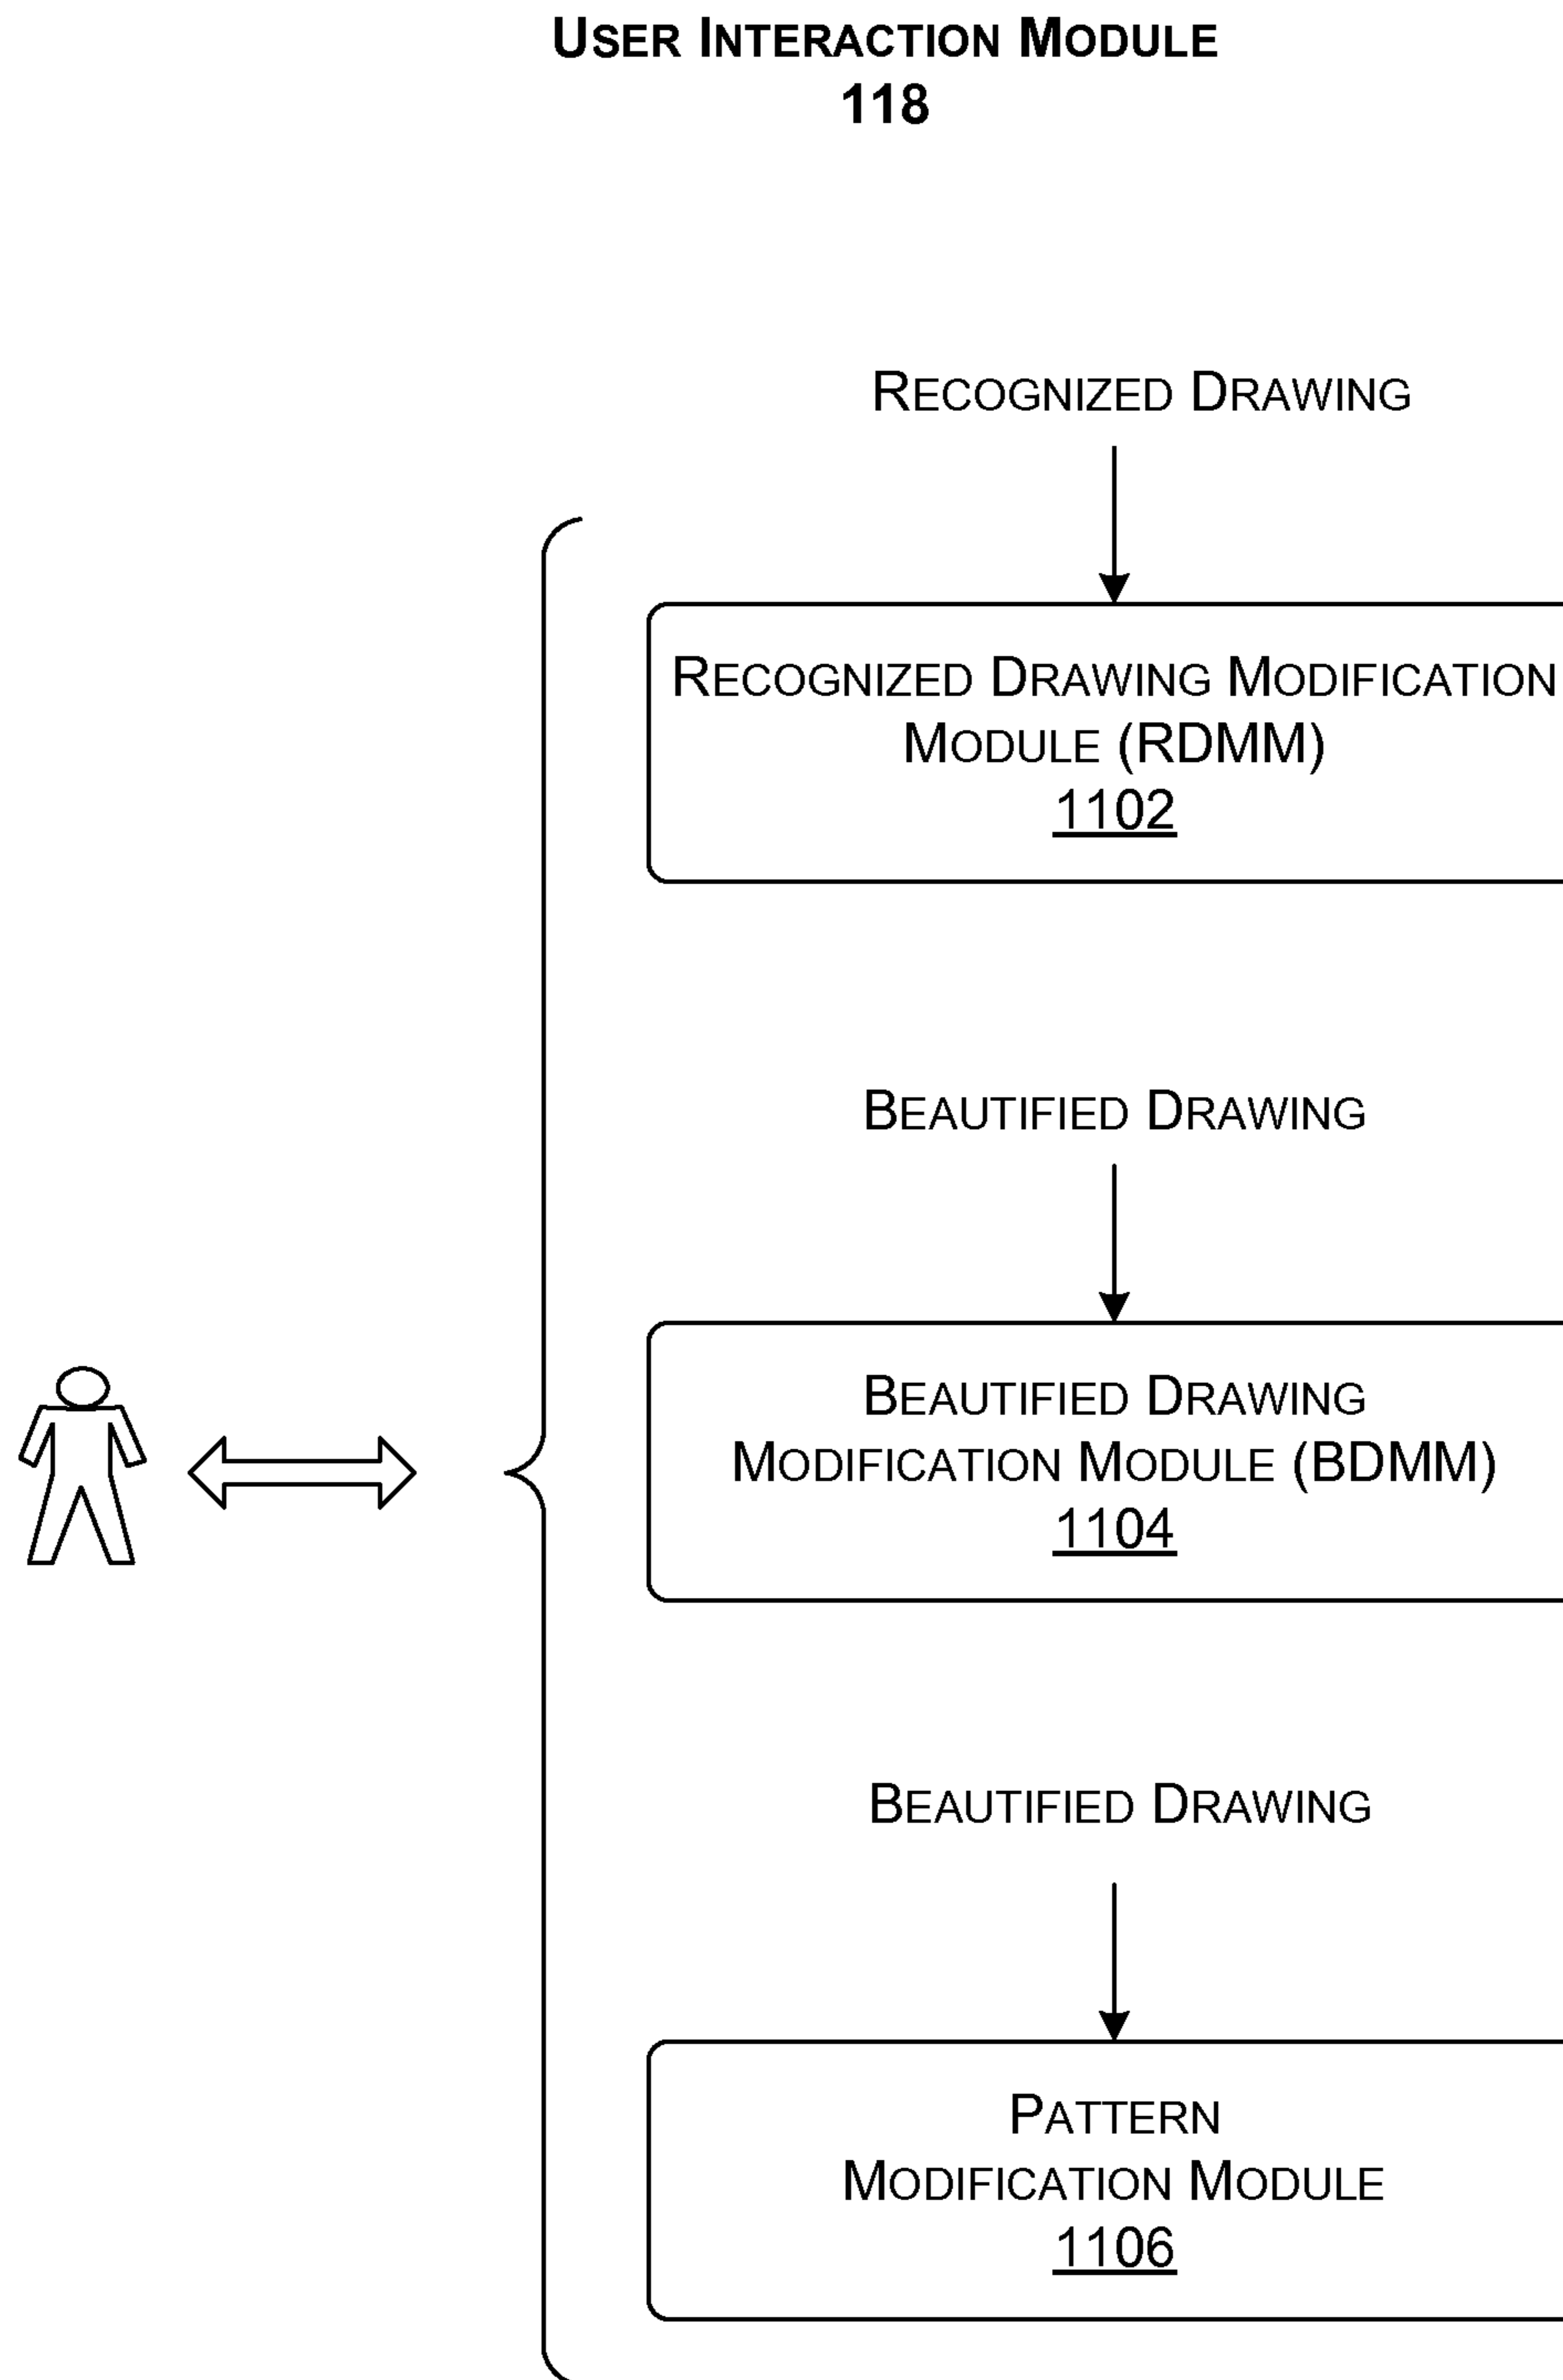 USER INTERACTION MODULE
118
RECOGNIZED DRAWING
RECOGNIZED DRAWING MODIFICATION
MODULE (RDMM)
1102
BEAUTIFIED DRAWING
BEAUTIFIED DRAWING
MODIFICATION MODULE (BDMM)
1104
BEAUTIFIED DRAWING
PATTERN
MODIFICATION MODULE
1106